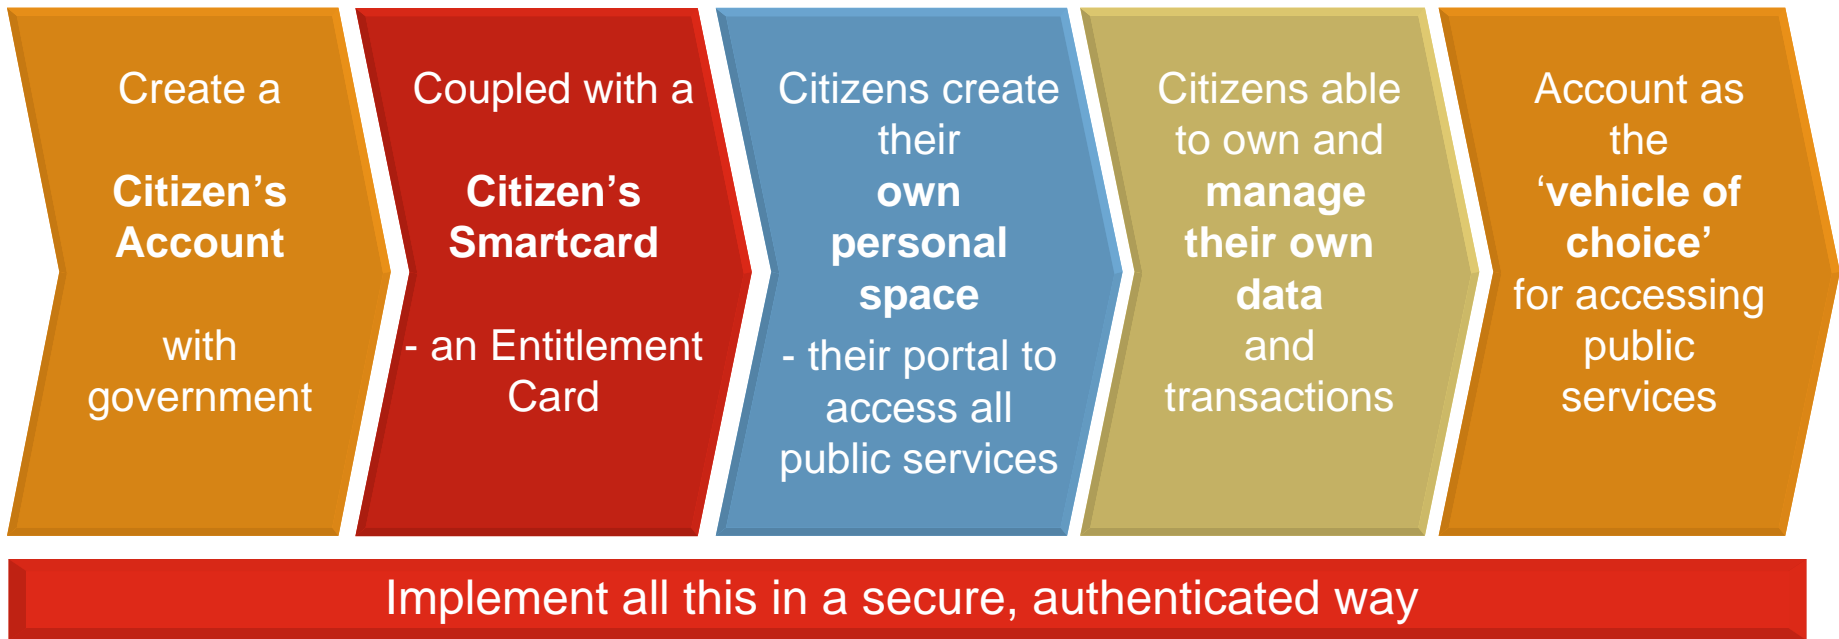 Create a
Citizen’s
Account
with
government
Coupled with a
Citizen’s
Smartcard
- an Entitlement
Card
Citizens create
their
own
personal
space
- their portal to
access all
public services
Citizens able
to own and
manage
their own
data
and
transactions
Account as
the
‘vehicle of
choice’
for accessing
public
services
Implement all this in a secure, authenticated way